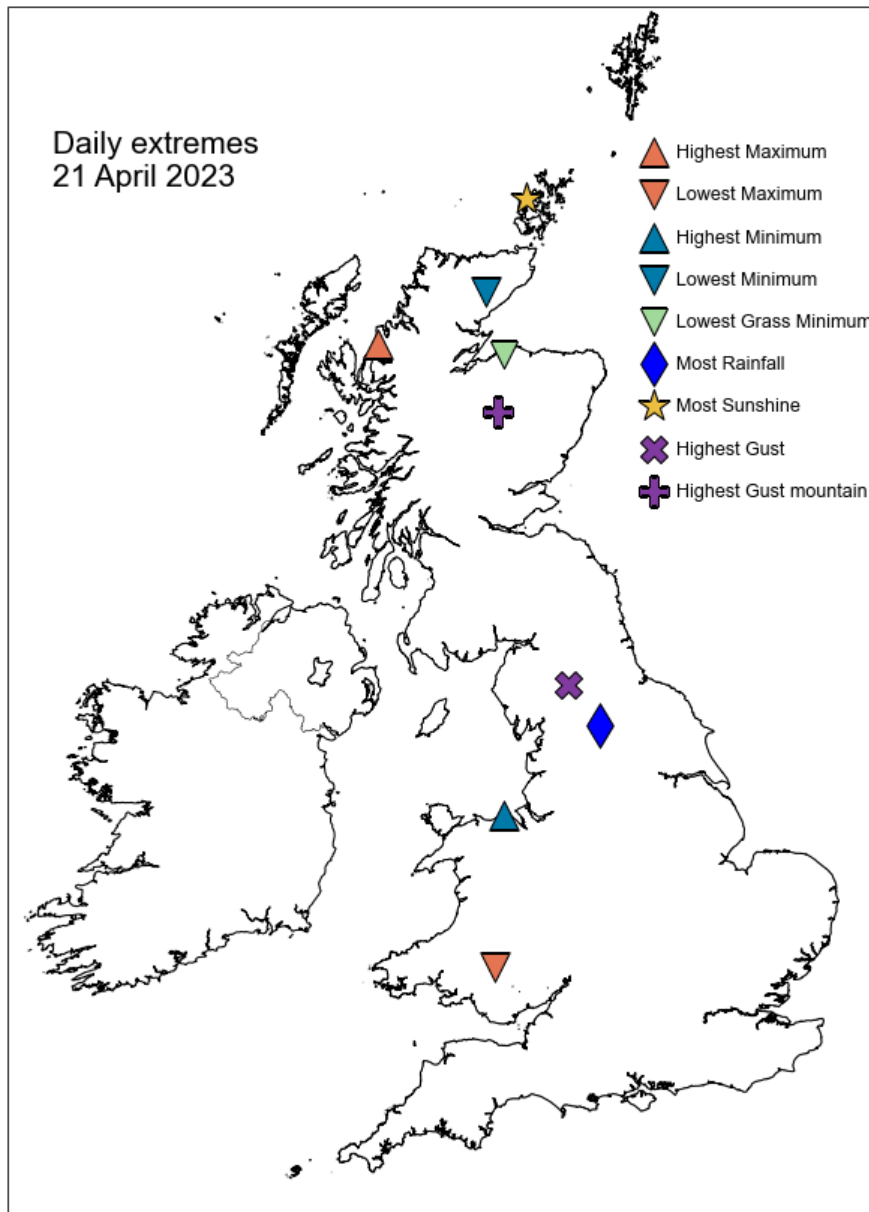 Daily extremes
21 April 2023
Highest Maximum
Lowest Maximum
Highest Minimum
Lowest Minimum
Lowest Grass Minimum
Most Rainfall
Most Sunshine
Highest Gust
Highest Gust mountain